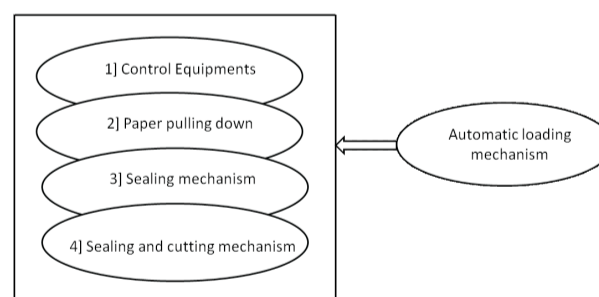 1] Control Equipments
2] Paper pulling down
3] Sealing mechanism
4] Sealing and cutting mechanism
Automatic loading
mechanism